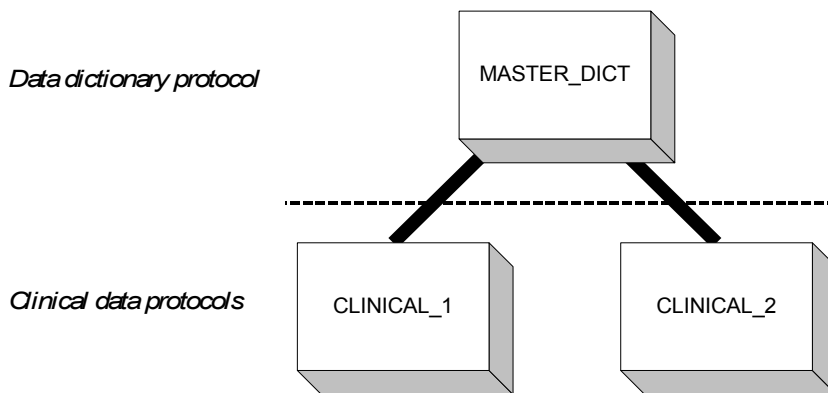 Data dictionary protocol
MASTER_DICT
Clinical data protocols
CLINICAL_1
CLINICAL_2